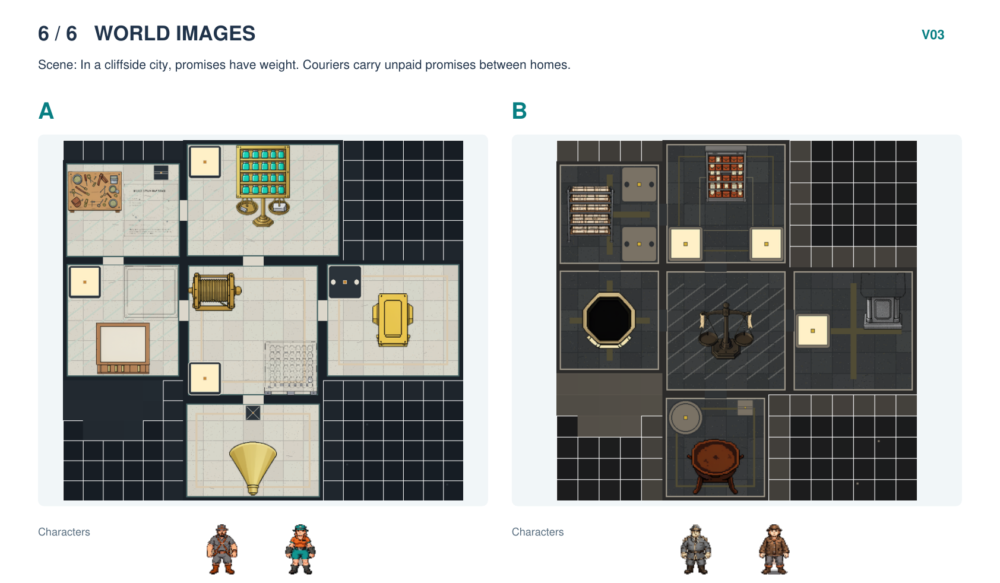 6 / 6 WORLD IMAGES
V03
Scene: In a cliffside city, promises have weight. Couriers carry unpaid promises between homes.
A
B
Characters
Characters